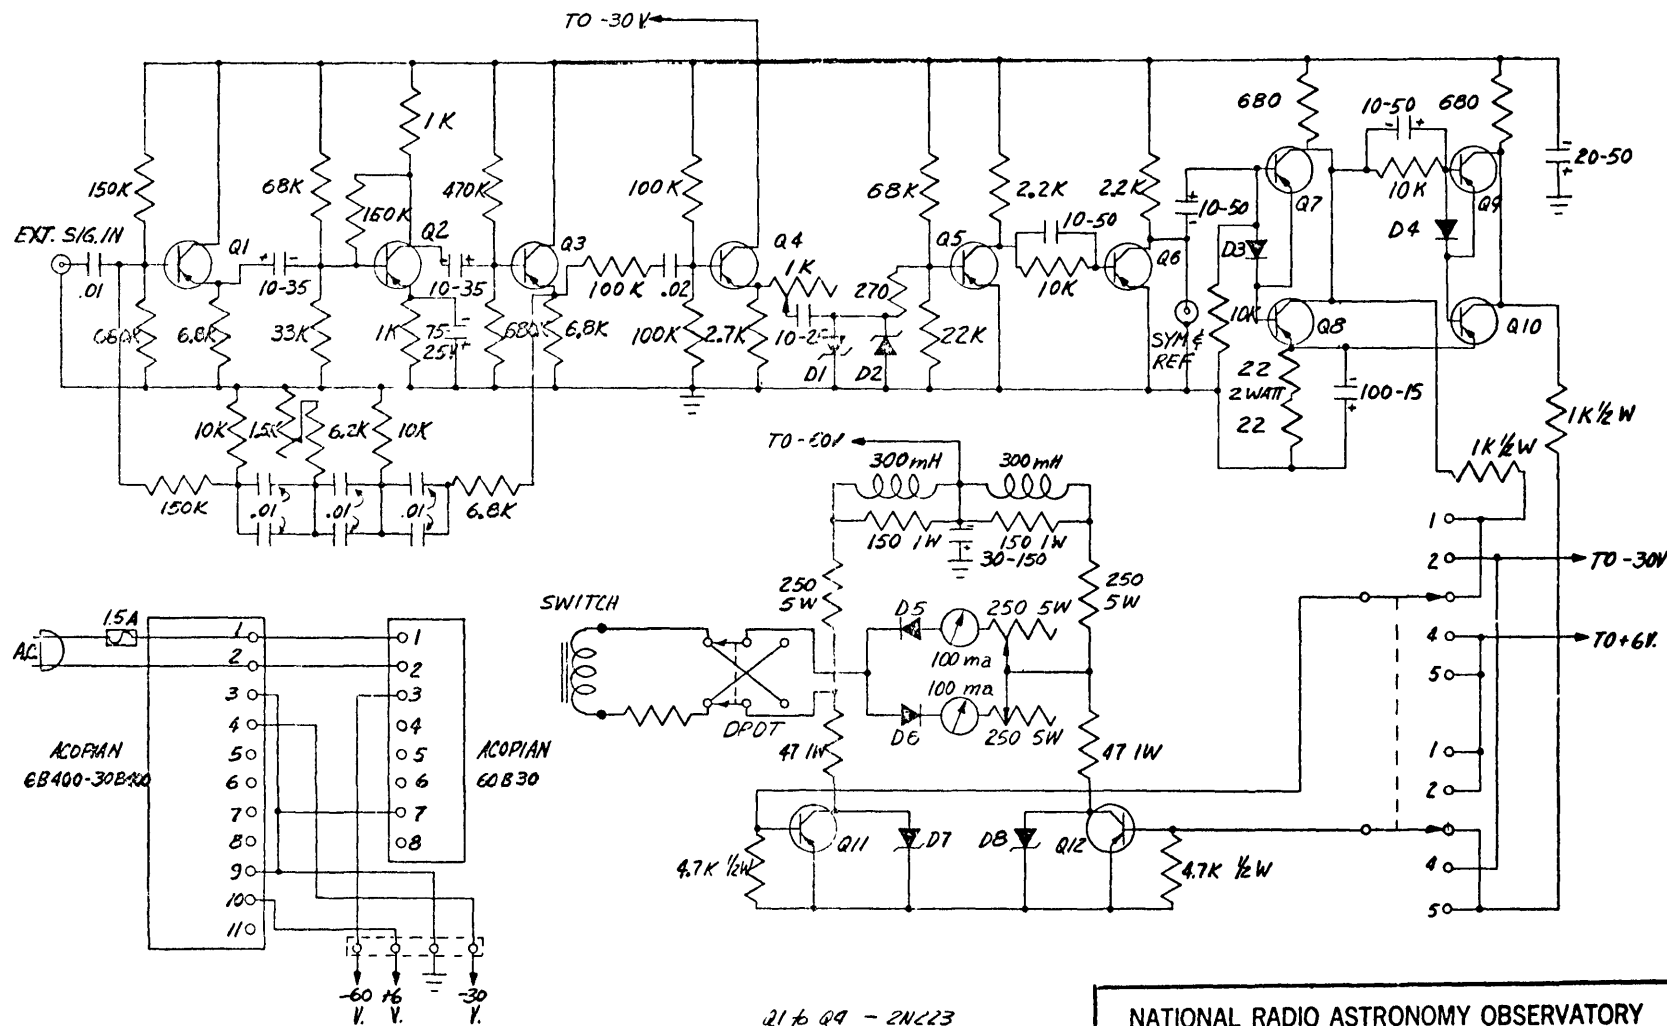 TO -30V.
150K
68K
1K
150K
470K
100K
68K
2.2K
2.2K
680
10-50
680
20-50
EXT. SIG. IN
.01
Q1
10-35
Q2
10-35
Q3
100K
.02
Q4
1K
270
Q5
10-50
10K
Q6
10-50
Q7
10K
Q9
D3
D4
6.8K
33K
1K
75-
25V
6.8K
100K
2.7K
10-25
D1
D2
22K
SYM &
REF
10K
Q8
Q10
22
2 WATT
22
100-15
1K 1/2 W
1K 1/2 W
10K
1.5K
6.2K
10K
150K
.01
.01
.01
6.8K
TO -60V
300mH
300mH
150 1W
150 1W
30-150
250
5W
250
5W
SWITCH
DPDT
D5
100 ma
250 5W
D6
100 ma
250 5W
47 1W
47 1W
Q11
D7
D8
Q12
4.7K 1/2W
4.7K 1/2W
1
2
TO -30V
4
TO +6V.
5
1
2
4
5
A.C.
1.5A
1
2
3
4
5
6
7
8
9
10
11
ACOPIAN
1
2
3
4
5
6
7
8
ACOPIAN
60B30
-60
V.
+6
V.
-30
V.
Q1 to Q9 -
NATIONAL RADIO ASTRONOMY OBSERVATORY